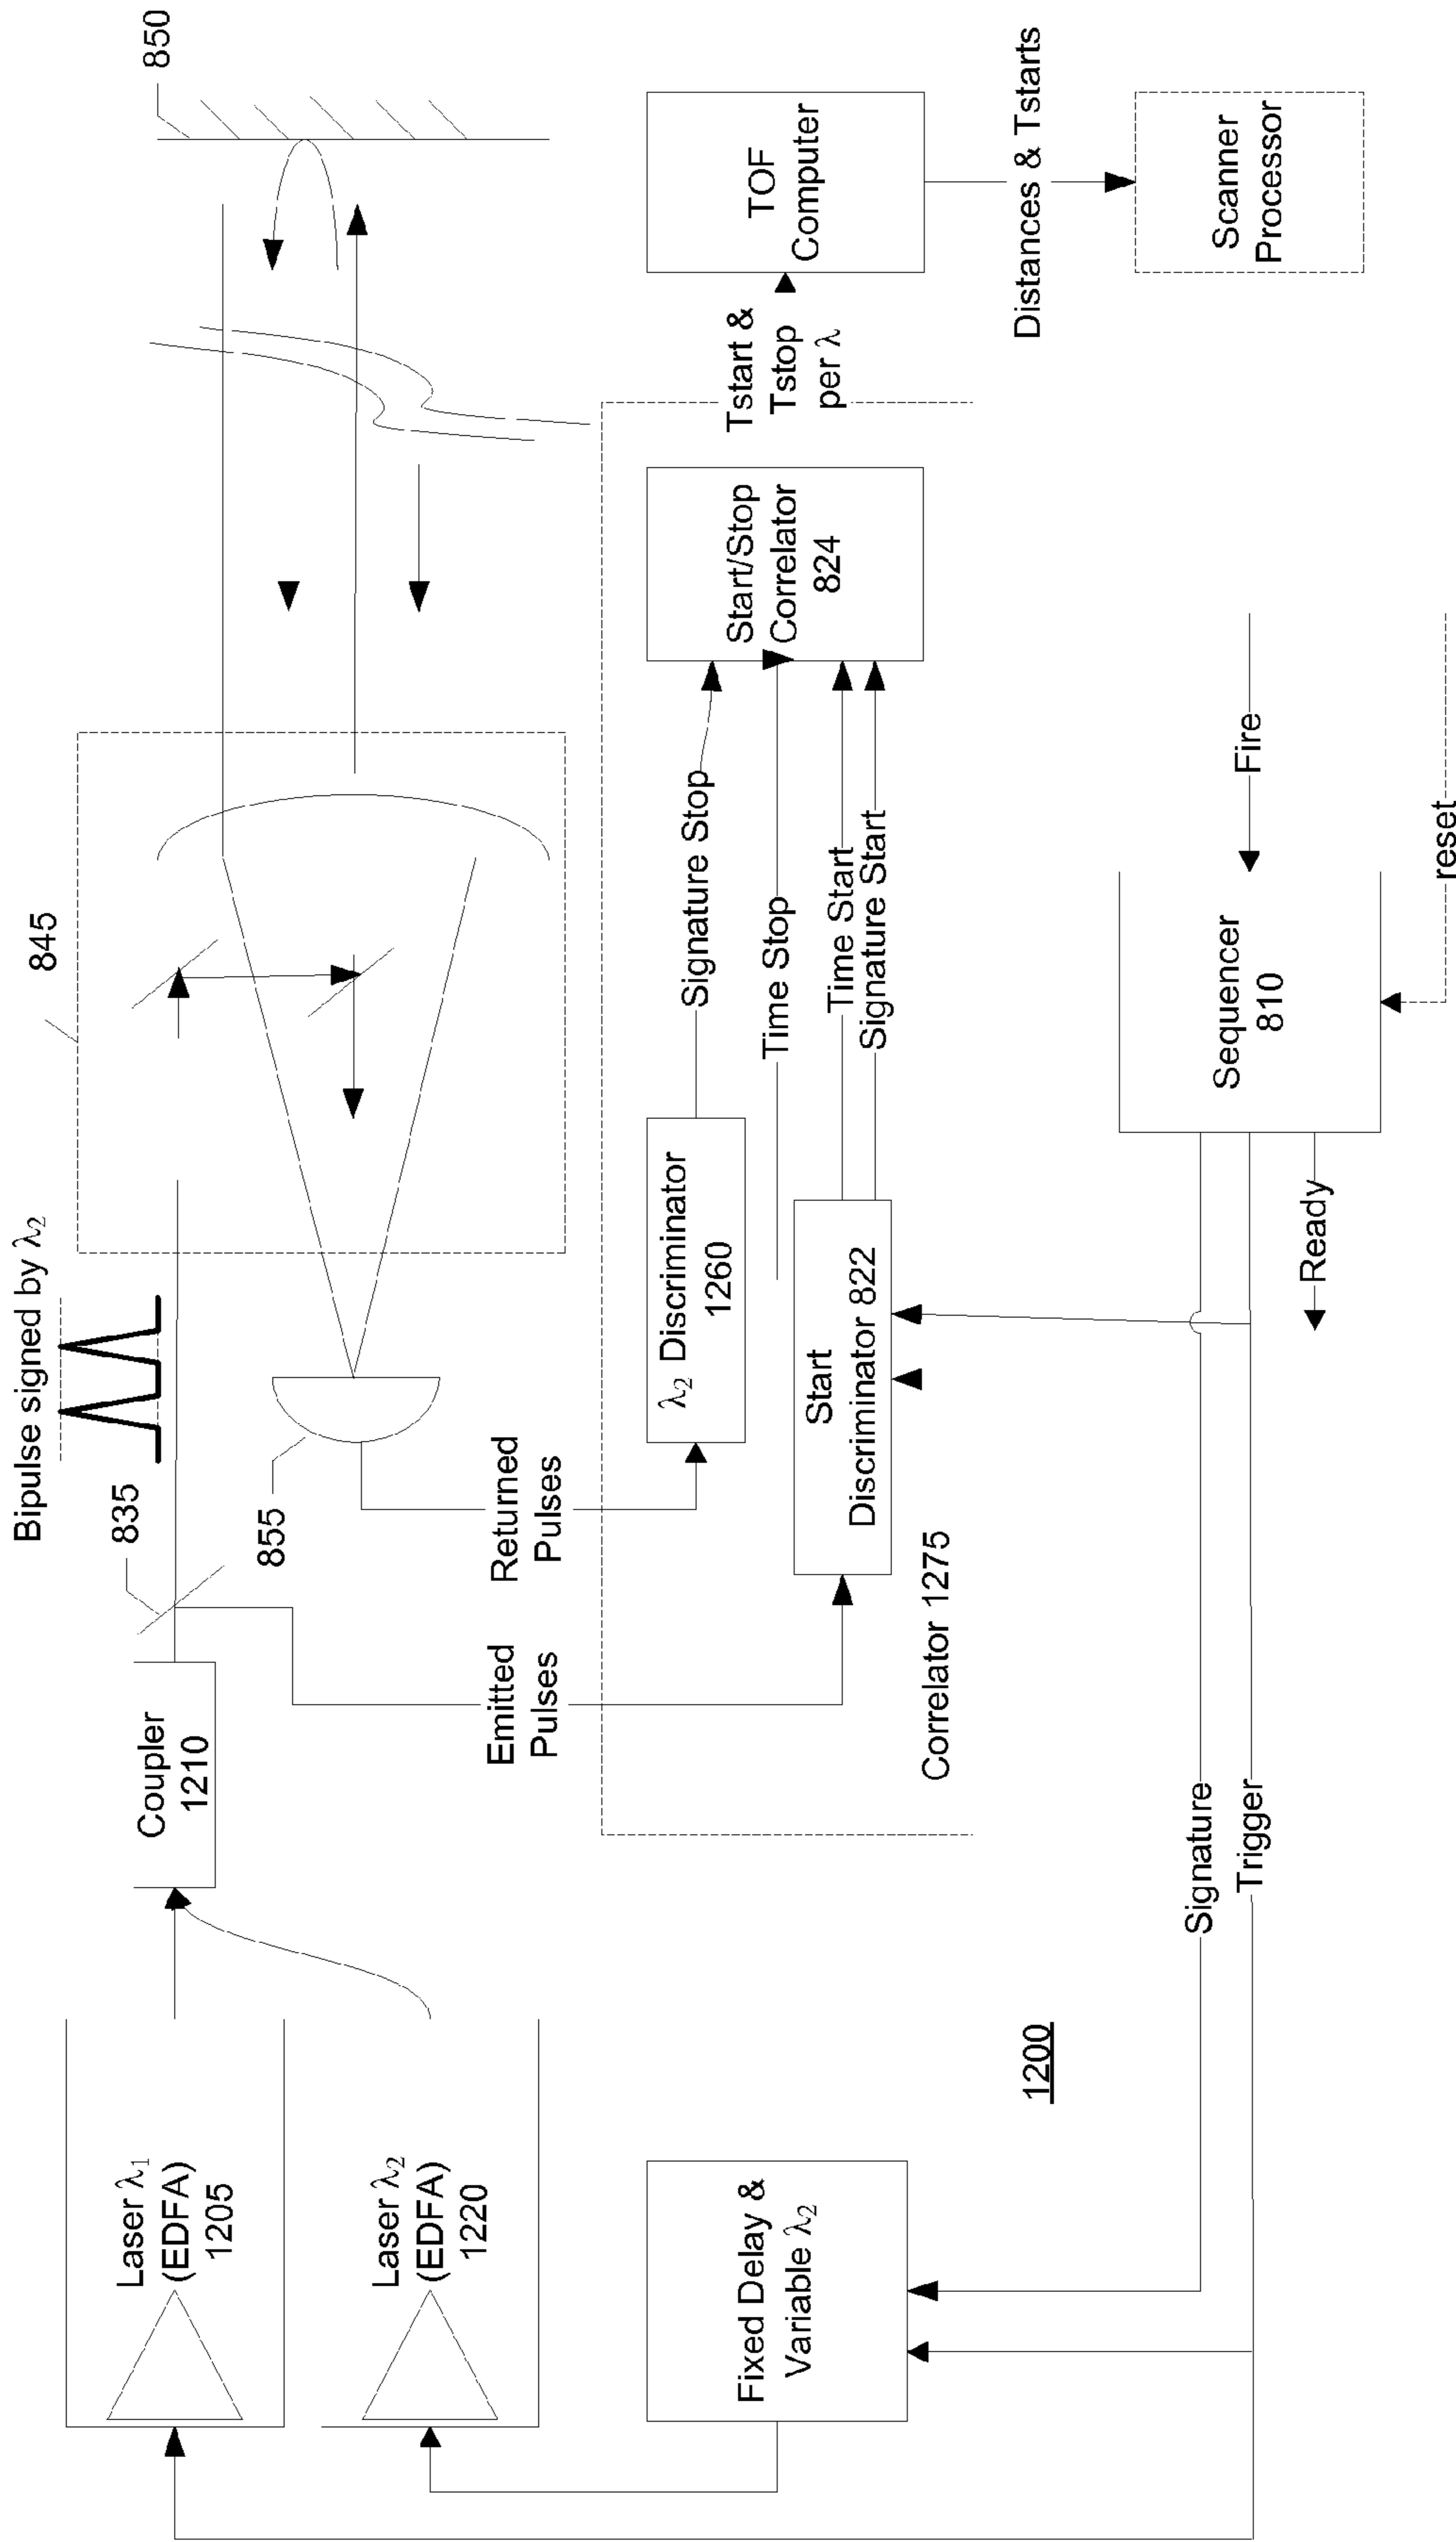 Bipulse signed by λ₂
845
850
835
855
Laser λ₁
(EDFA)
1205
Laser λ₂
(EDFA)
1220
Coupler
1210
Emitted
Pulses
Returned
Pulses
λ₂ Discriminator
1260
Signature Stop
Time Stop
Start
Discriminator 822
Time Start
Signature Start
Start/Stop
Correlator
824
Tstart &
Tstop
per λ
TOF
Computer
Distances & Tstarts
Scanner
Processor
Correlator 1275
Fixed Delay &
Variable λ₂
1200
Signature
Trigger
Ready
Sequencer
810
Fire
reset